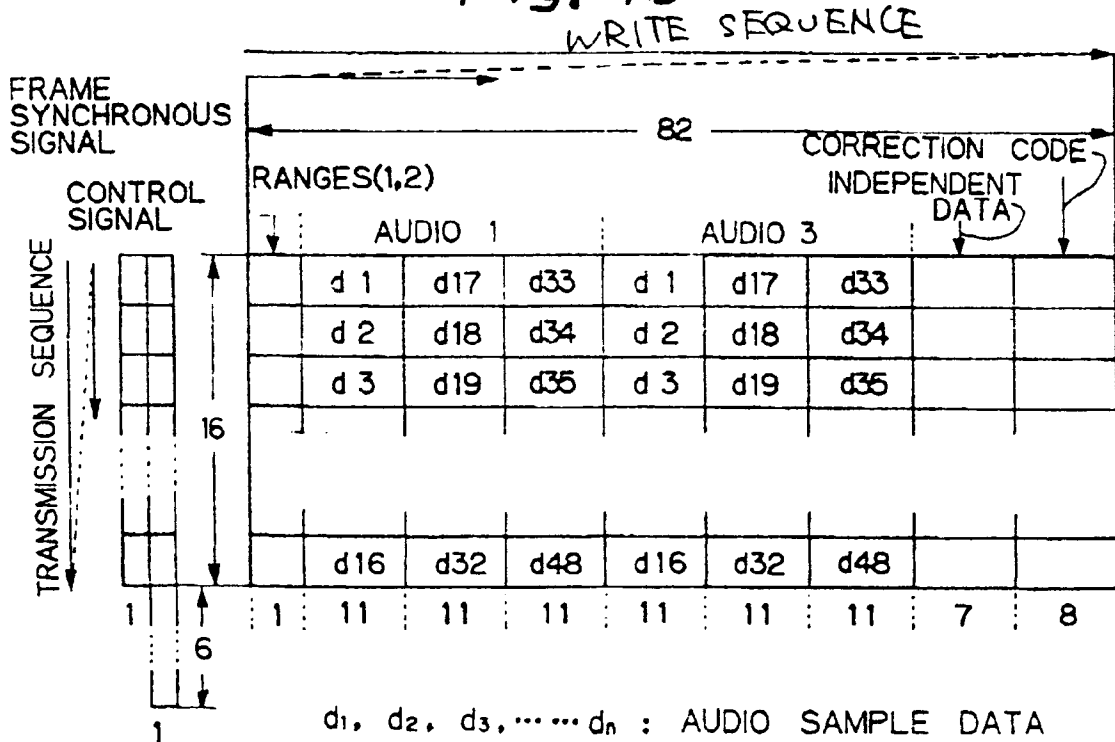 WRITE SEQUENCE
FRAME
SYNCHRONOUS
SIGNAL
82
CORRECTION CODE
INDEPENDENT
DATA
RANGES(1,2)
CONTROL
SIGNAL
AUDIO 1
AUDIO 3
TRANSMISSION SEQUENCE
d 1 d17 d33 d 1 d17 d33
d 2 d18 d34 d 2 d18 d34
d 3 d19 d35 d 3 d19 d35
16
d16 d32 d48 d16 d32 d48
1 1 11 11 11 11 11 11 7 8
6
1
d1, d2, d3, ...... dn : AUDIO SAMPLE DATA